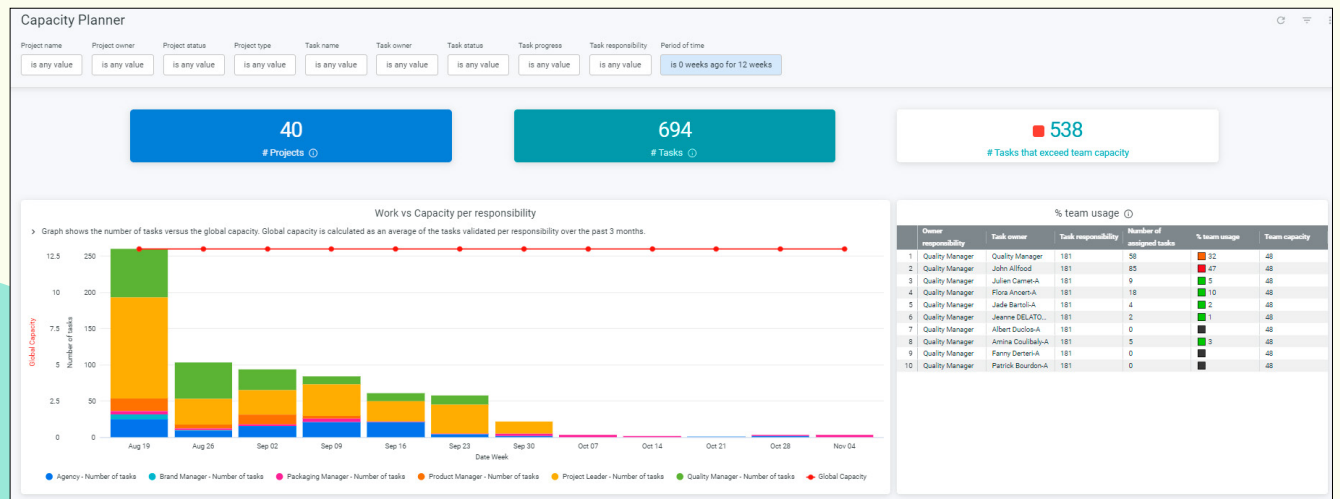 Capacity Planner
Project name Project owner Project status Project type Task name Task owner Task status Task progress Task responsibility Period of time
is any value is any value is any value is any value is any value is any value is any value is any value is any value is 0 weeks ago for 12 weeks
40
# Projects
694
# Tasks
538
# Tasks that exceed team capacity
Work vs Capacity per responsibility
> Graph shows the number of tasks versus the global capacity. Global capacity is calculated as an average of the tasks validated per responsibility over the past 3 months.
12.5 250
10 200
7.5 150
5 100
2.5 50
0 0
Global Capacity
Number of tasks
Aug 19 Aug 26 Sep 02 Sep 09 Sep 16 Sep 23 Sep 30 Oct 07 Oct 14 Oct 21 Oct 28 Nov 04
Date Week
Agency - Number of tasks Brand Manager - Number of tasks Packaging Manager - Number of tasks Product Manager - Number of tasks Project Leader - Number of tasks Quality Manager - Number of tasks Global Capacity
% team usage
Owner responsibility Task owner Task responsibility Number of assigned tasks % team usage Team capacity
1 Quality Manager Quality Manager 181 58 32 48
2 Quality Manager John Allfood 181 85 47 48
3 Quality Manager Julien Camet-A 181 9 5 48
4 Quality Manager Flora Ancert-A 181 18 10 48
5 Quality Manager Jade Bartoli-A 181 4 2 48
6 Quality Manager Jeanne DELATO... 181 2 1 48
7 Quality Manager Albert Duclos-A 181 0 48
8 Quality Manager Amina Coulibaly-A 181 5 3 48
9 Quality Manager Fanny Derteri-A 181 0 48
10 Quality Manager Patrick Bourdon-A 181 0 48